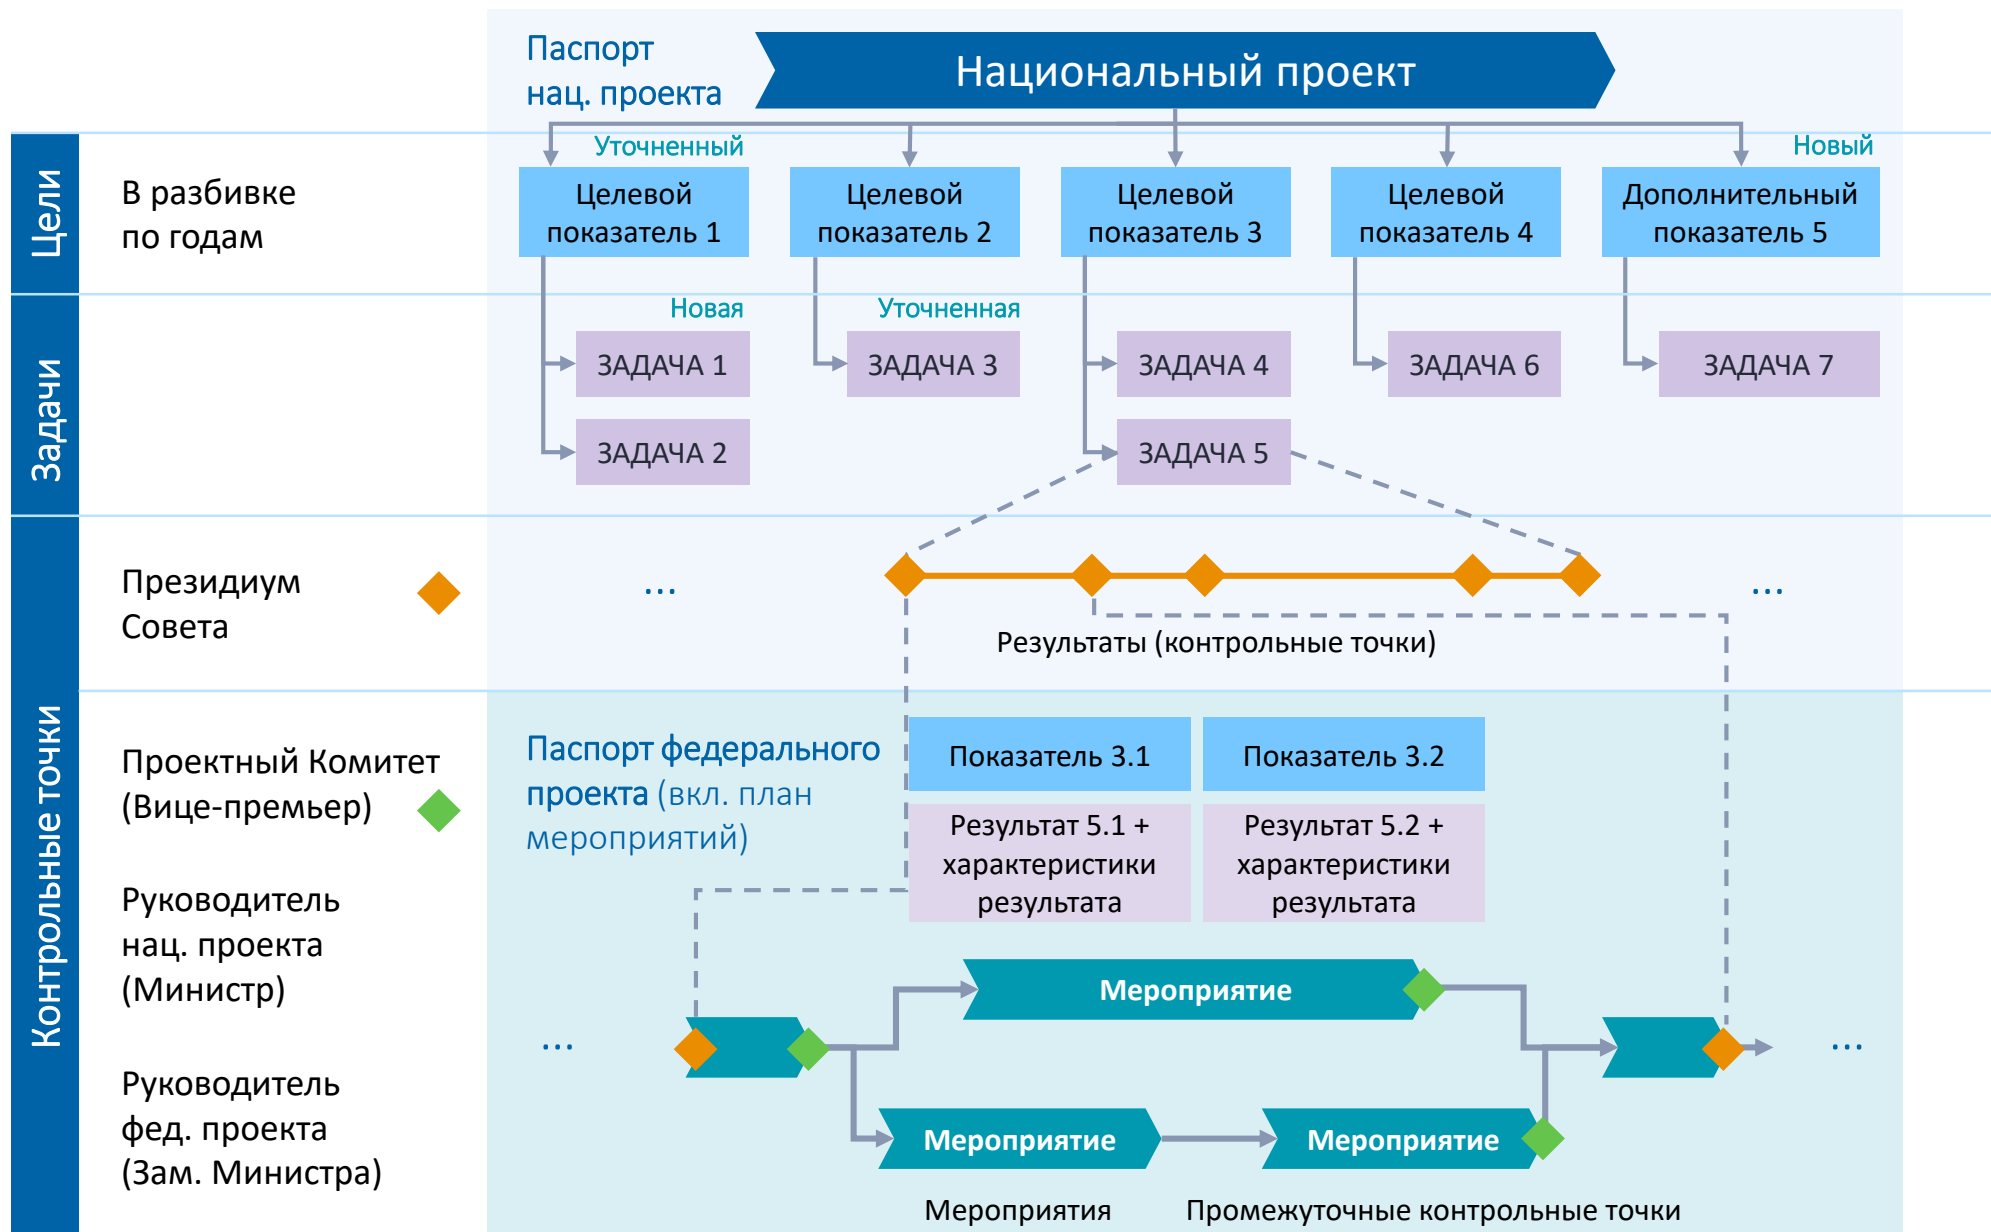 Паспорт
нац. проекта
Национальный проект
Цели
В разбивке
по годам
Уточненный
Новый
Целевой
показатель 1
Целевой
показатель 2
Целевой
показатель 3
Целевой
показатель 4
Дополнительный
показатель 5
Задачи
Новая
Уточненная
ЗАДАЧА 1
ЗАДАЧА 3
ЗАДАЧА 4
ЗАДАЧА 6
ЗАДАЧА 7
ЗАДАЧА 2
ЗАДАЧА 5
Контрольные точки
Президиум
Совета
...
...
Результаты (контрольные точки)
Проектный Комитет
(Вице-премьер)
Руководитель
нац. проекта
(Министр)
Руководитель
фед. проекта
(Зам. Министра)
Паспорт федерального
проекта (вкл. план
мероприятий)
Показатель 3.1
Показатель 3.2
Результат 5.1 +
характеристики
результата
Результат 5.2 +
характеристики
результата
Мероприятие
...
...
Мероприятие
Мероприятие
Мероприятия
Промежуточные контрольные точки